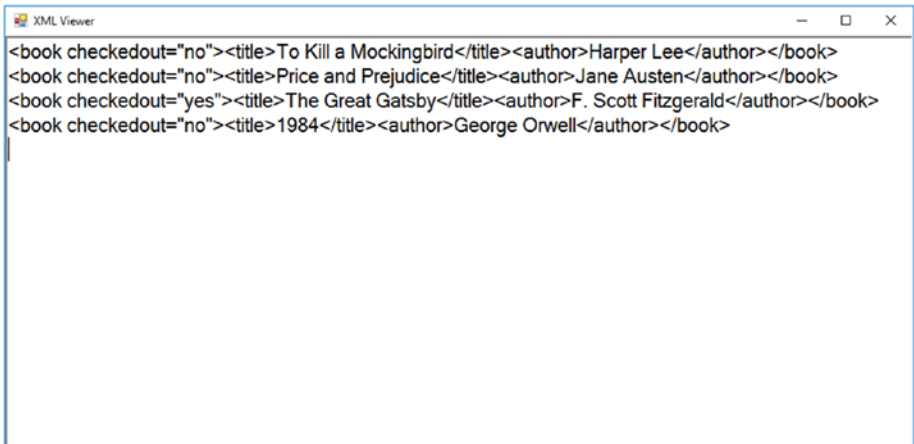 XML Viewer
<book checkedout="no"><title>To Kill a Mockingbird</title><author>Harper Lee</author></book>
<book checkedout="no"><title>Price and Prejudice</title><author>Jane Austen</author></book>
<book checkedout="yes"><title>The Great Gatsby</title><author>F. Scott Fitzgerald</author></book>
<book checkedout="no"><title>1984</title><author>George Orwell</author></book>